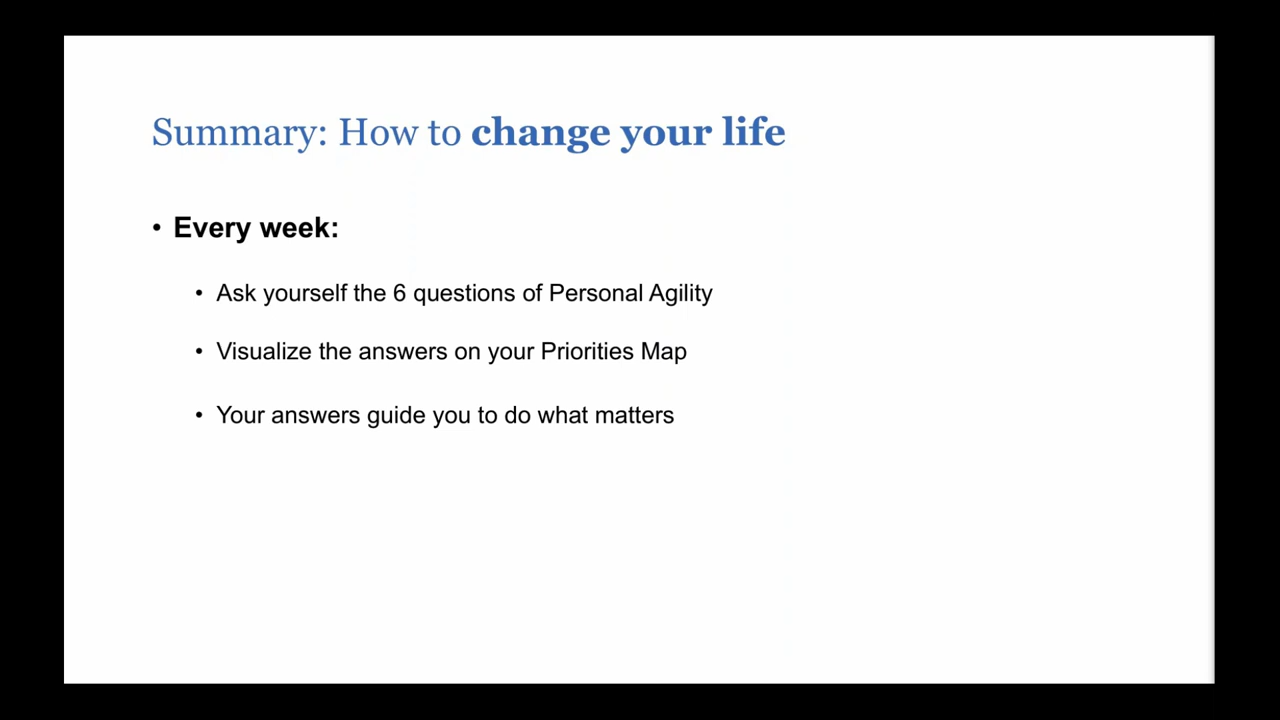 Summary: How to change your life
• Every week:
• Ask yourself the 6 questions of Personal Agility
• Visualize the answers on your Priorities Map
• Your answers guide you to do what matters